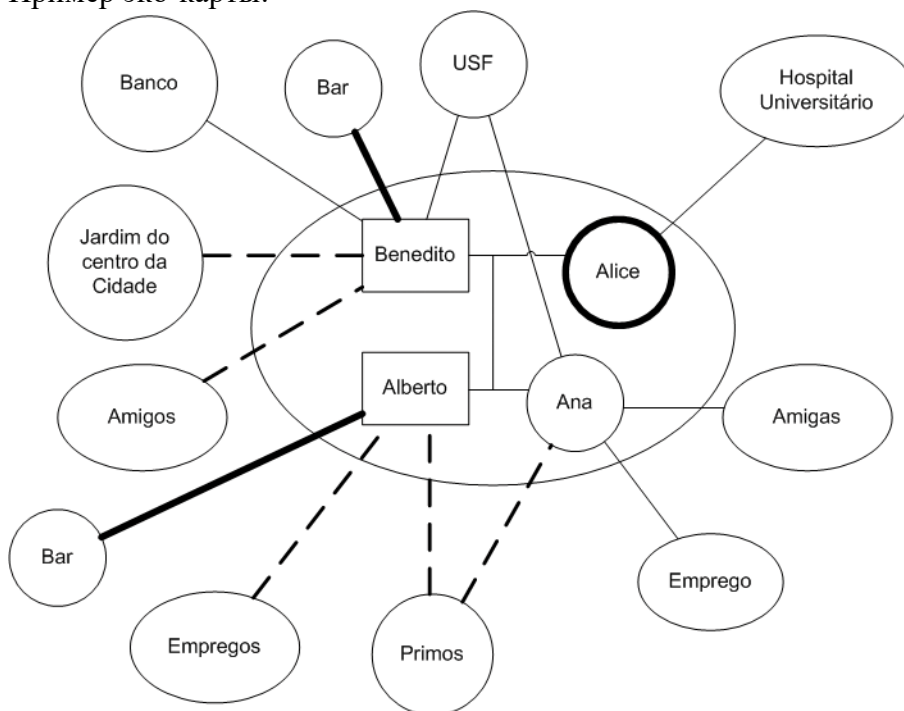 Пример эко-карты:
Banco
Bar
USF
Hospital
Universitário
Jardim do
centro da
Cidade
Benedito
Alice
Amigos
Alberto
Ana
Amigas
Bar
Empregos
Primos
Emprego